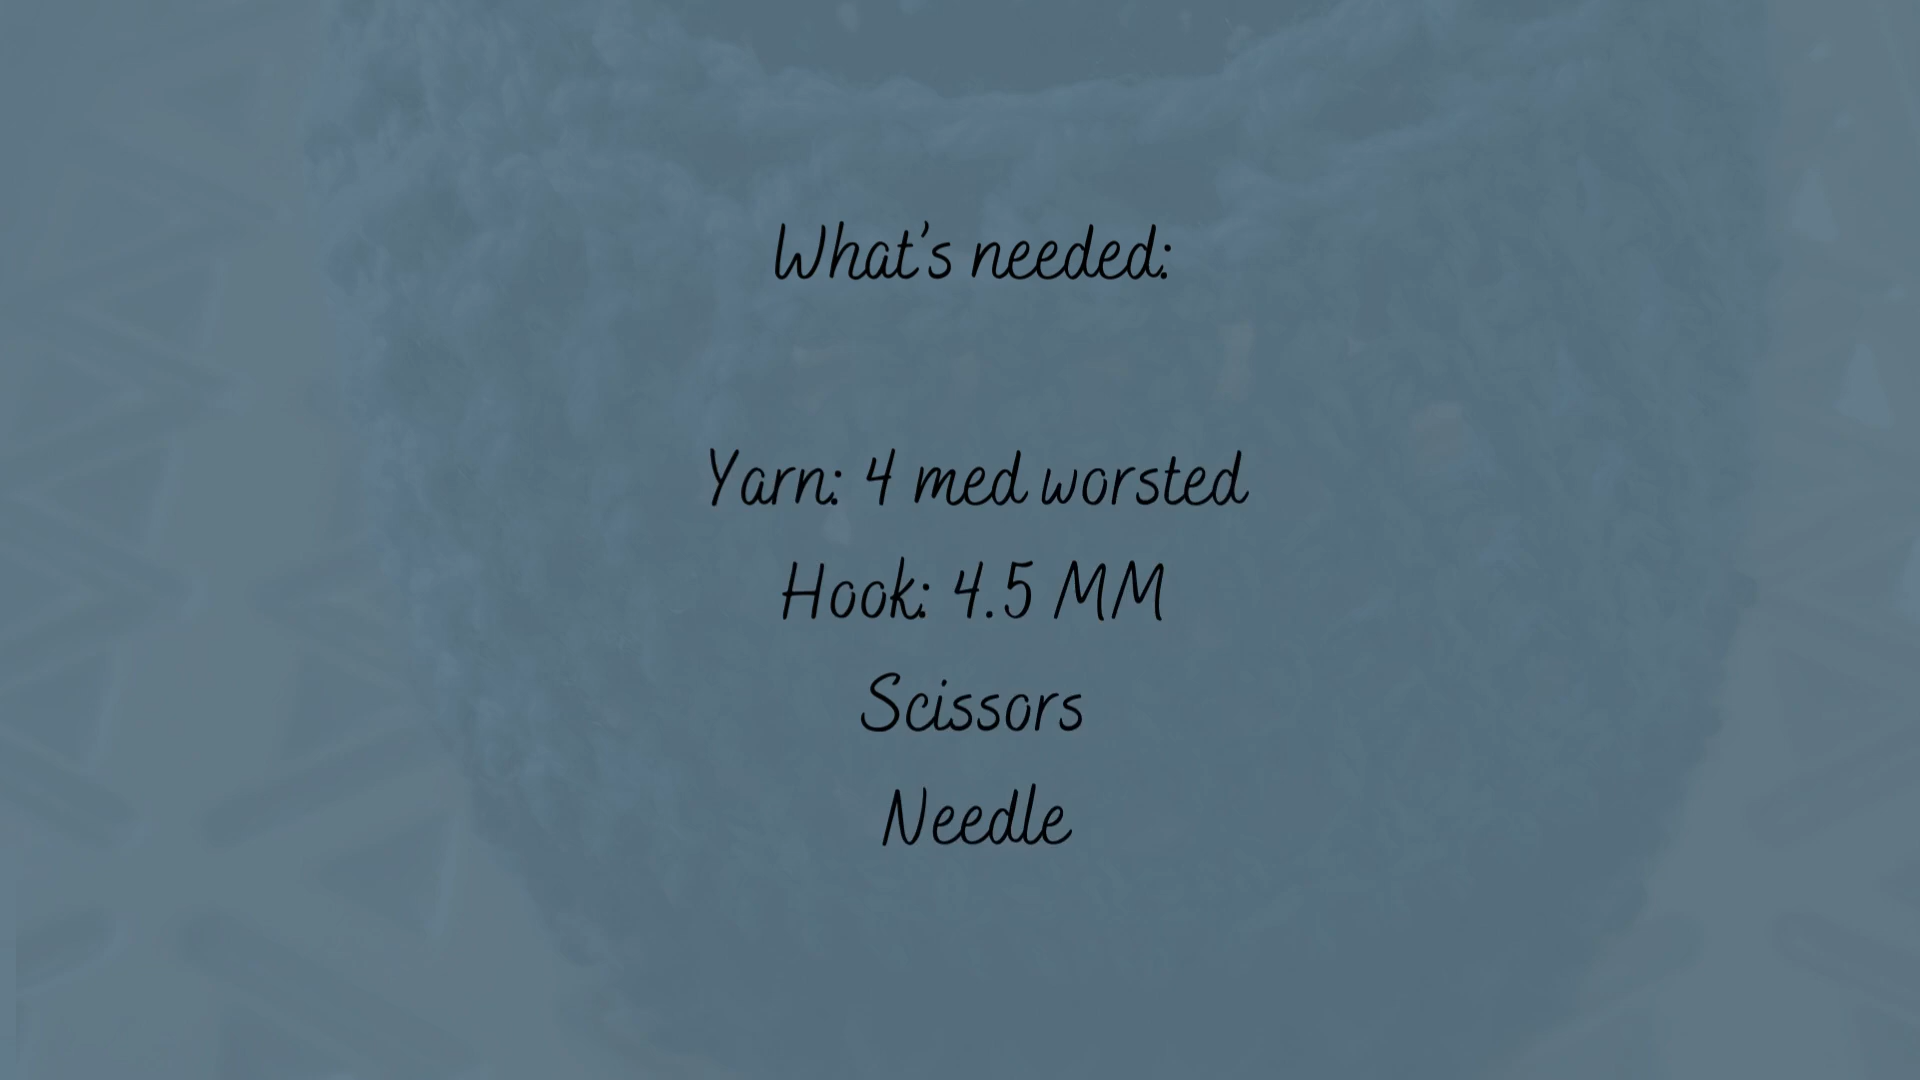 What's needed:
Yarn: 4 med worsted
Hook: 4.5 MM
Scissors
Needle